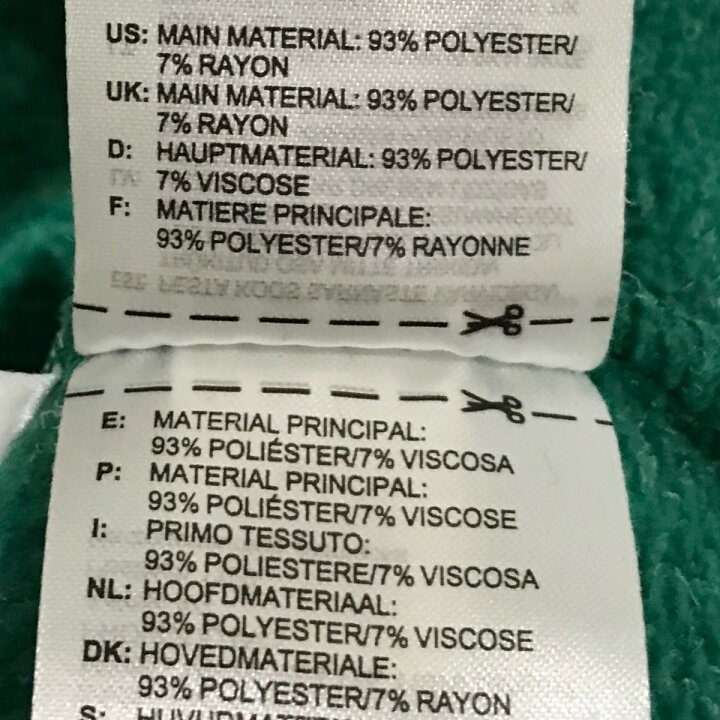 US: MAIN MATERIAL: 93% POLYESTER/
7% RAYON
UK: MAIN MATERIAL: 93% POLYESTER/
7% RAYON
D: HAUPTMATERIAL: 93% POLYESTER/
7% VISCOSE
F: MATIERE PRINCIPALE:
93% POLYESTER/7% RAYONNE
E: MATERIAL PRINCIPAL:
93% POLIÉSTER/7% VISCOSA
P: MATERIAL PRINCIPAL:
93% POLIÉSTER/7% VISCOSE
I: PRIMO TESSUTO:
93% POLIESTERE/7% VISCOSA
NL: HOOFDMATERIAAL:
93% POLYESTER/7% VISCOSE
DK: HOVEDMATERIALE:
93% POLYESTER/7% RAYON
S: